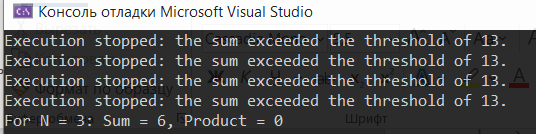 Консоль отладки Microsoft Visual Studio
Execution stopped: the sum exceeded the threshold of 13.
Execution stopped: the sum exceeded the threshold of 13.
Execution stopped: the sum exceeded the threshold of 13.
Execution stopped: the sum exceeded the threshold of 13.
For N = 3: Sum = 6, Product = 0